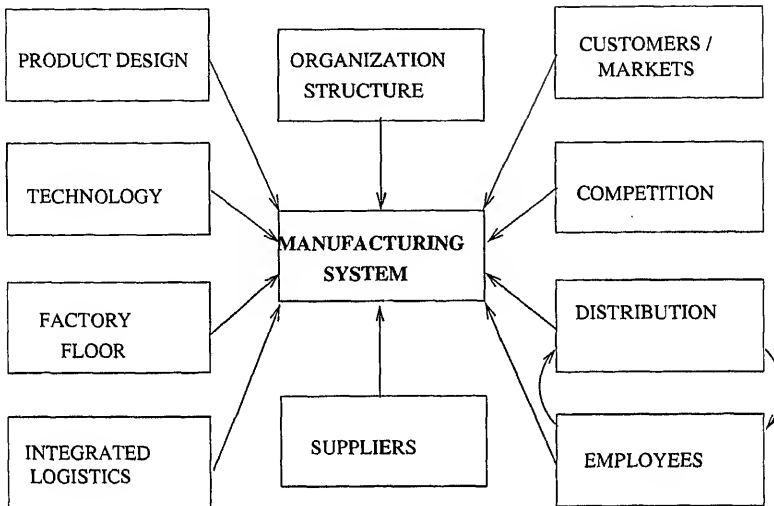 PRODUCT DESIGN
ORGANIZATION
STRUCTURE
CUSTOMERS /
MARKETS
TECHNOLOGY
COMPETITION
MANUFACTURING
SYSTEM
FACTORY
FLOOR
DISTRIBUTION
INTEGRATED
LOGISTICS
SUPPLIERS
EMPLOYEES